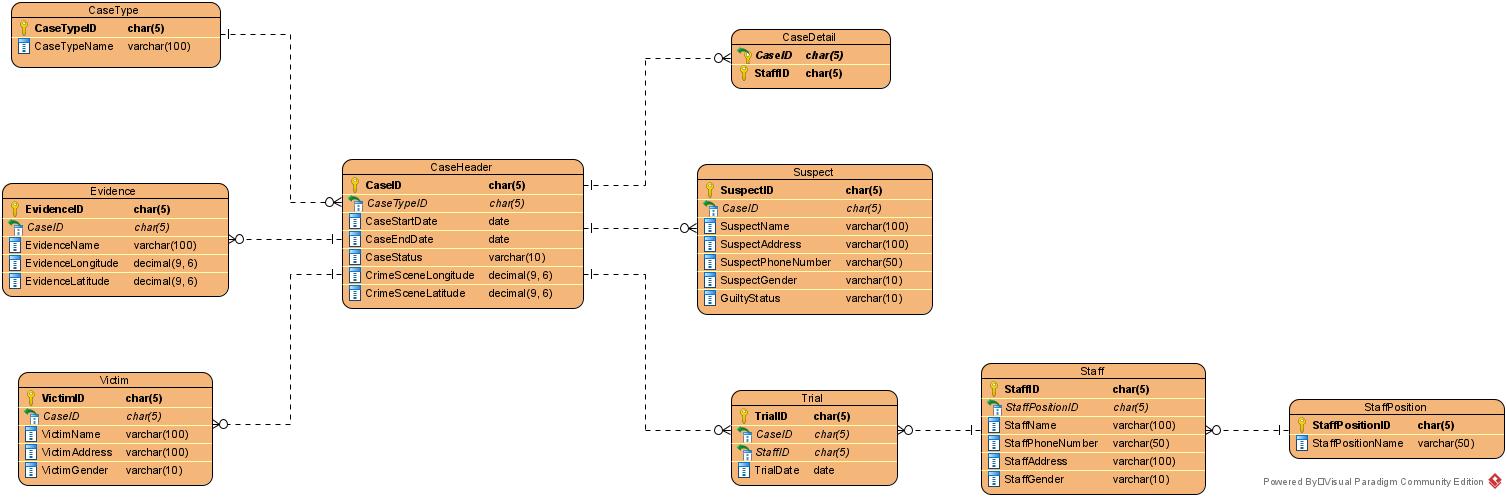 CaseType
CaseTypeID char(5)
CaseTypeName varchar(100)
CaseDetail
CaseID char(5)
StaffID char(5)
CaseHeader
CaseID char(5)
CaseTypeID char(5)
CaseStartDate date
CaseEndDate date
CaseStatus varchar(10)
CrimeSceneLongitude decimal(9, 6)
CrimeSceneLatitude decimal(9, 6)
Suspect
SuspectID char(5)
CaseID char(5)
SuspectName varchar(100)
SuspectAddress varchar(100)
SuspectPhoneNumber varchar(50)
SuspectGender varchar(10)
GuiltyStatus varchar(10)
Evidence
EvidenceID char(5)
CaseID char(5)
EvidenceName varchar(100)
EvidenceLongitude decimal(9, 6)
EvidenceLatitude decimal(9, 6)
Victim
VictimID char(5)
CaseID char(5)
VictimName varchar(100)
VictimAddress varchar(100)
VictimGender varchar(10)
Trial
TrialID char(5)
CaseID char(5)
StaffID char(5)
TrialDate date
Staff
StaffID char(5)
StaffPositionID char(5)
StaffName varchar(100)
StaffPhoneNumber varchar(50)
StaffAddress varchar(100)
StaffGender varchar(10)
StaffPosition
StaffPositionID char(5)
StaffPositionName varchar(50)
Powered By Visual Paradigm Community Edition